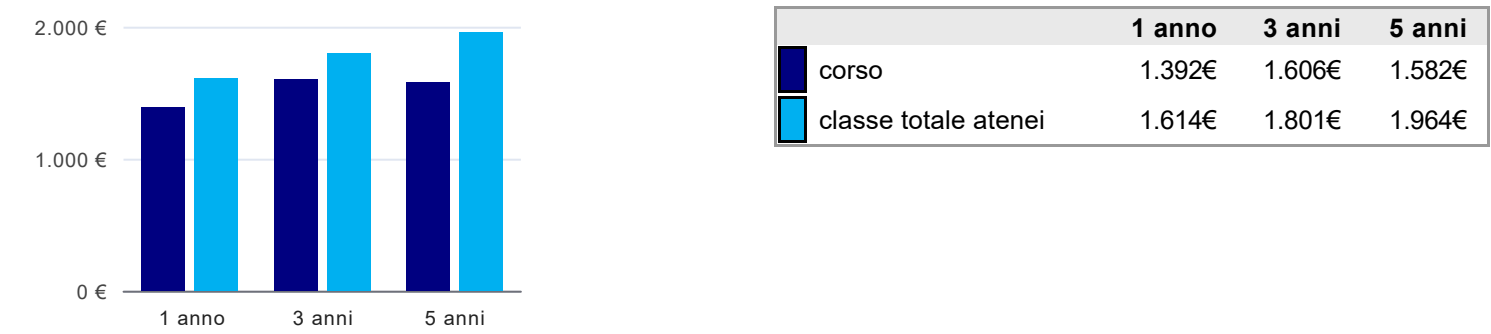 2.000 €
1.000 €
0 €
1 anno 3 anni 5 anni
1 anno 3 anni 5 anni
corso 1.392€ 1.606€ 1.582€
classe totale atenei 1.614€ 1.801€ 1.964€